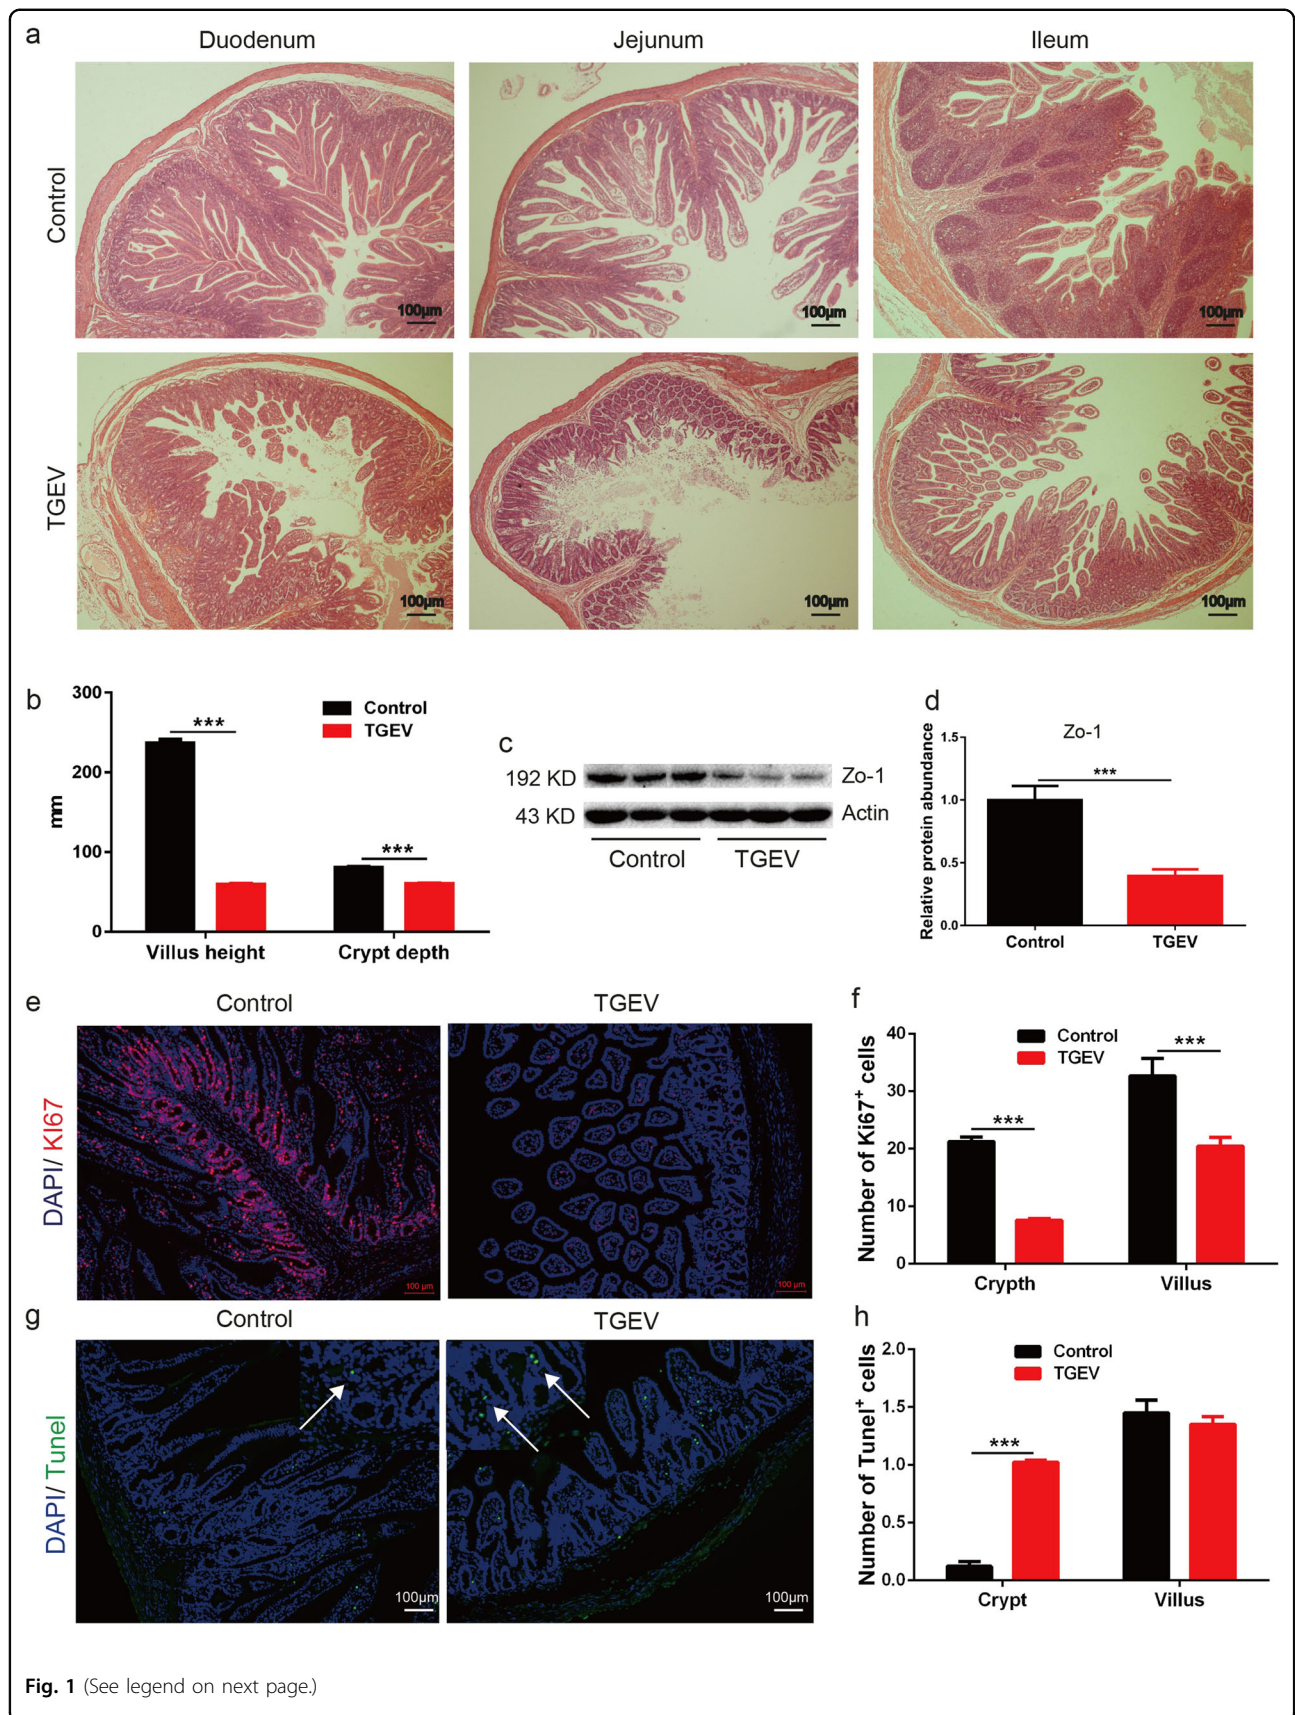 a
Duodenum
Jejunum
Ileum
Control
100μm
100μm
100μm
TGEV
100μm
100μm
100μm
b
300
200
100
0
mm
Control
TGEV
***
***
Villus height
Crypt depth
c
192 KD
Zo-1
43 KD
Actin
Control
TGEV
d
Zo-1
1.5
1.0
0.5
0.0
Relative protein abundance
***
Control
TGEV
e
Control
TGEV
DAPI/ KI67
100 μm
100 μm
f
40
30
20
10
0
Number of Ki67+ cells
Control
TGEV
***
***
Crypth
Villus
g
Control
TGEV
DAPI/ Tunel
100μm
100μm
h
2.0
1.5
1.0
0.5
0.0
Number of Tunel+ cells
Control
TGEV
***
Crypt
Villus
Fig. 1 (See legend on next page.)